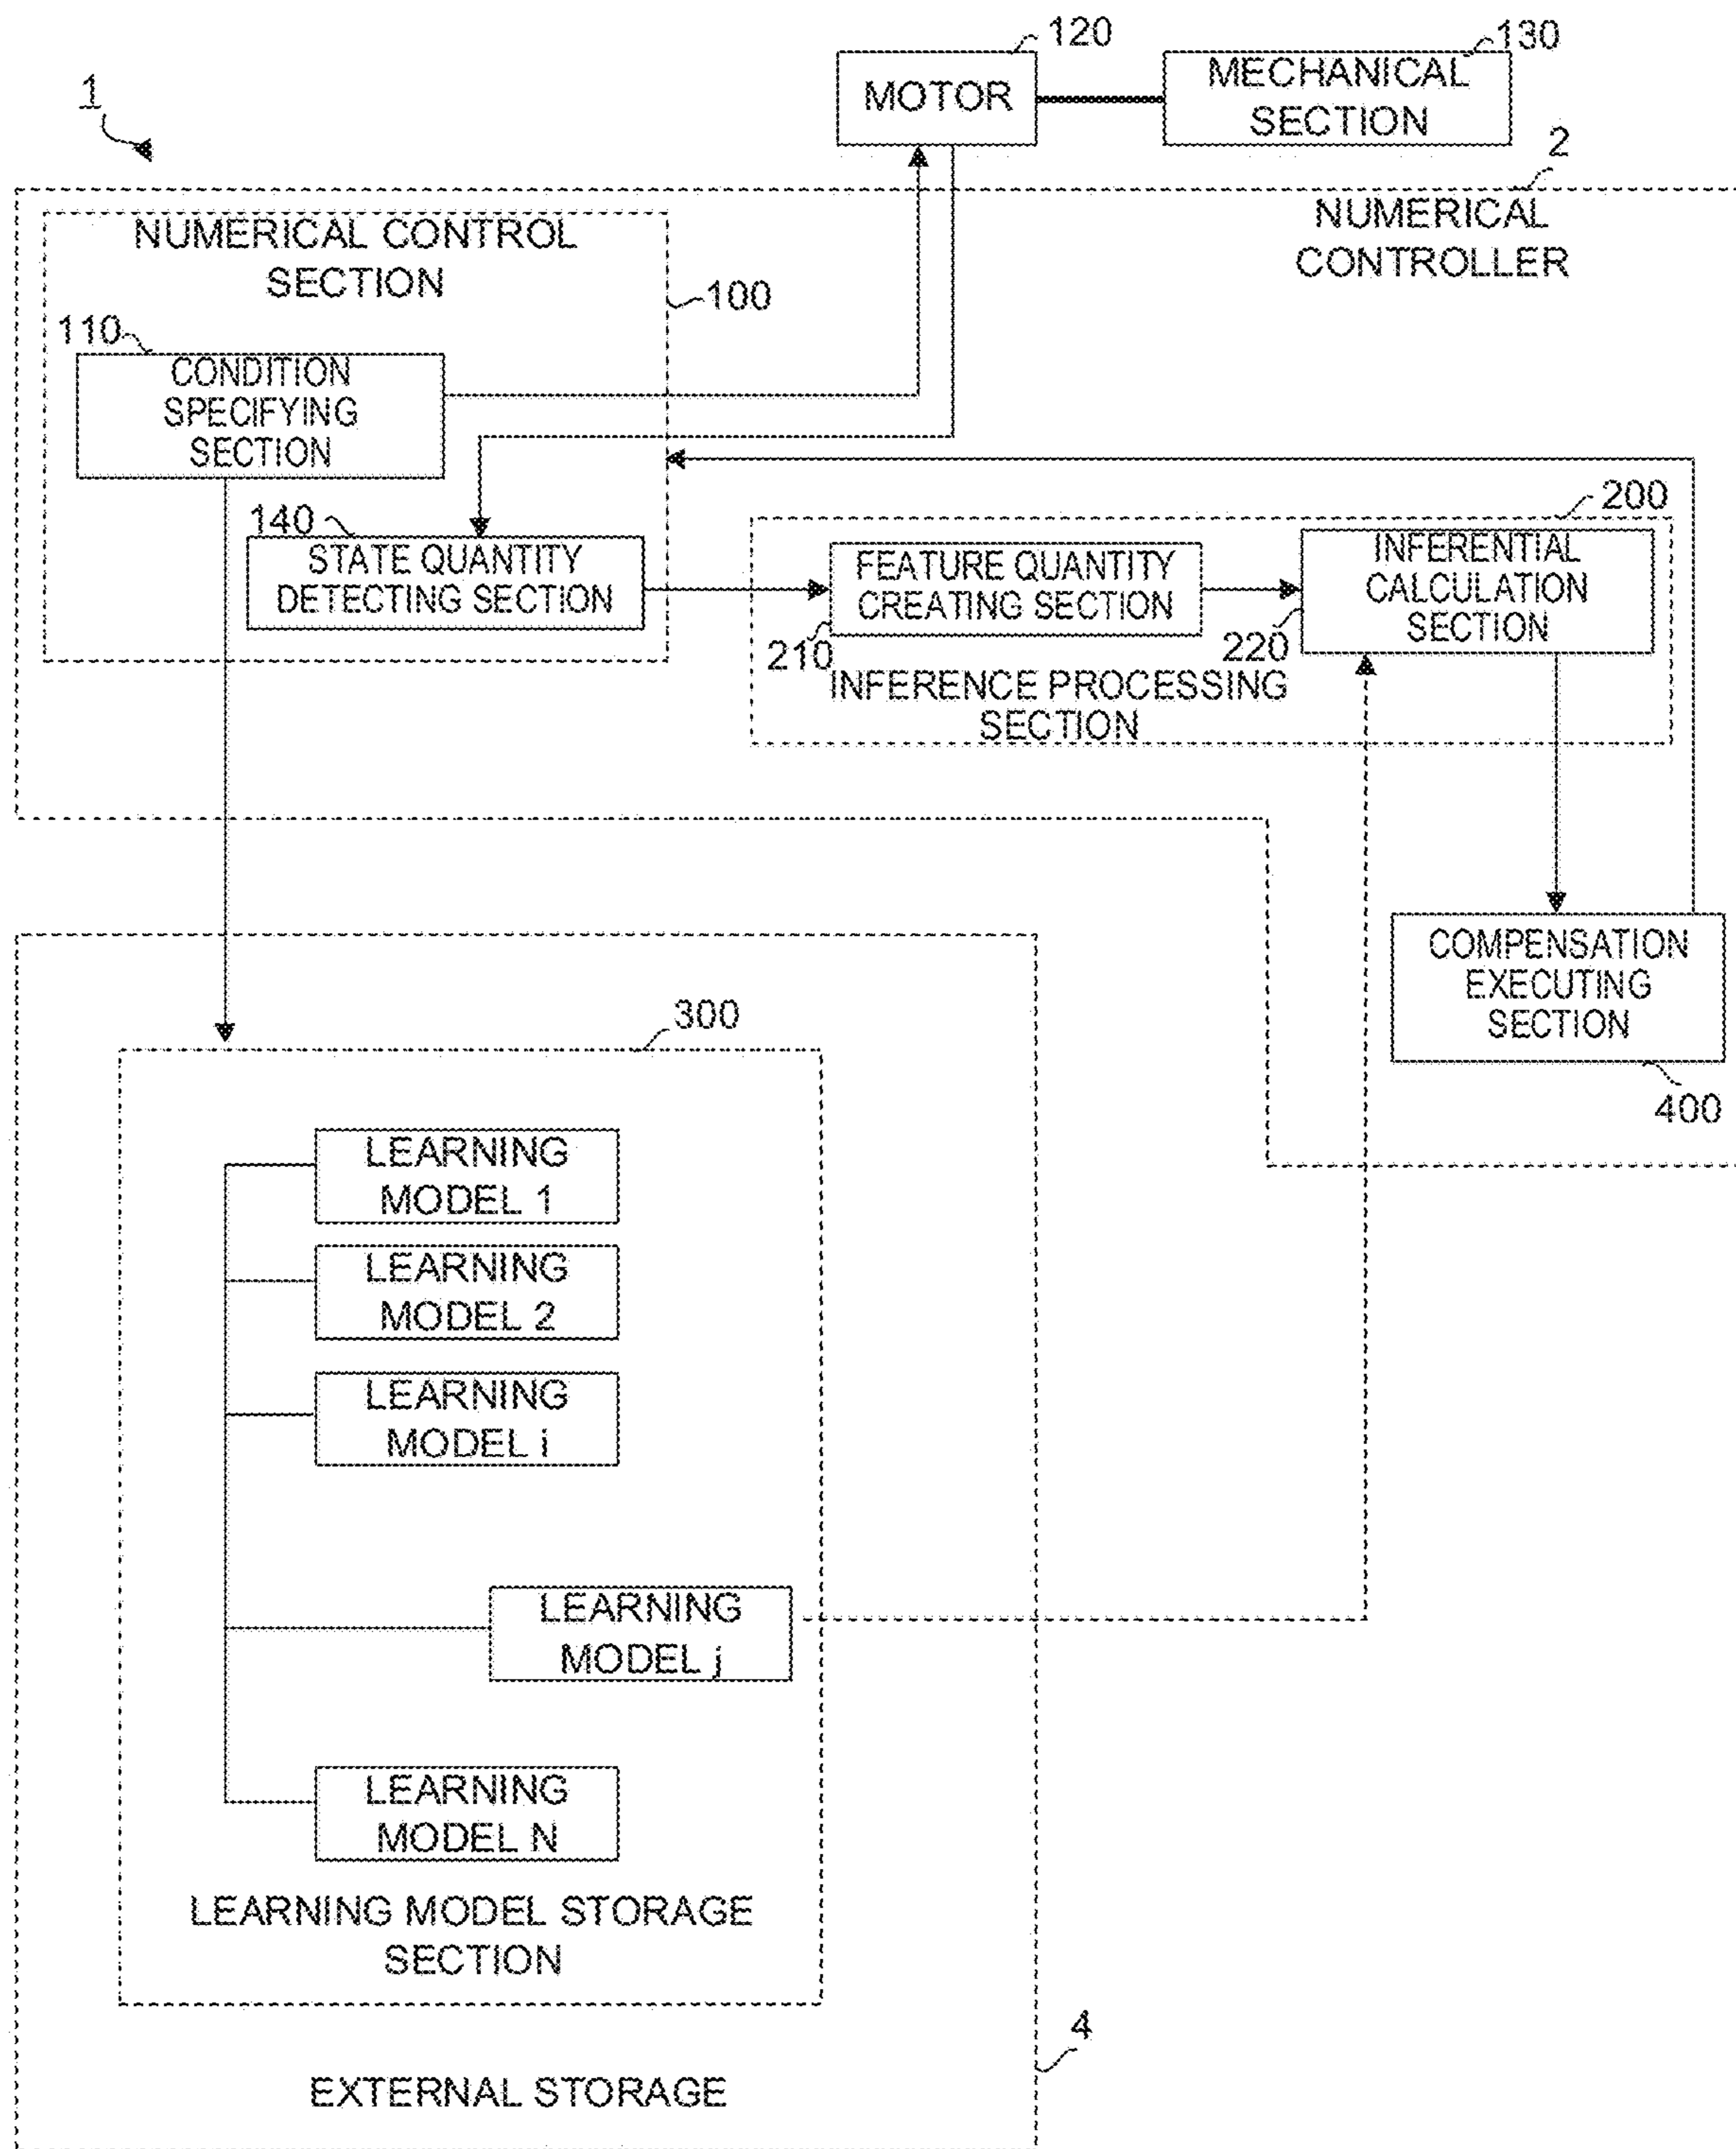 120
130
1
MOTOR
MECHANICAL
SECTION
2
NUMERICAL
CONTROLLER
NUMERICAL CONTROL
SECTION
100
110
CONDITION
SPECIFYING
SECTION
140
STATE QUANTITY
DETECTING SECTION
200
FEATURE QUANTITY
CREATING SECTION
210
INFERENTIAL
CALCULATION
SECTION
220
INFERENCE PROCESSING
SECTION
COMPENSATION
EXECUTING
SECTION
400
300
LEARNING
MODEL 1
LEARNING
MODEL 2
LEARNING
MODEL i
LEARNING
MODEL j
LEARNING
MODEL N
LEARNING MODEL STORAGE
SECTION
4
EXTERNAL STORAGE